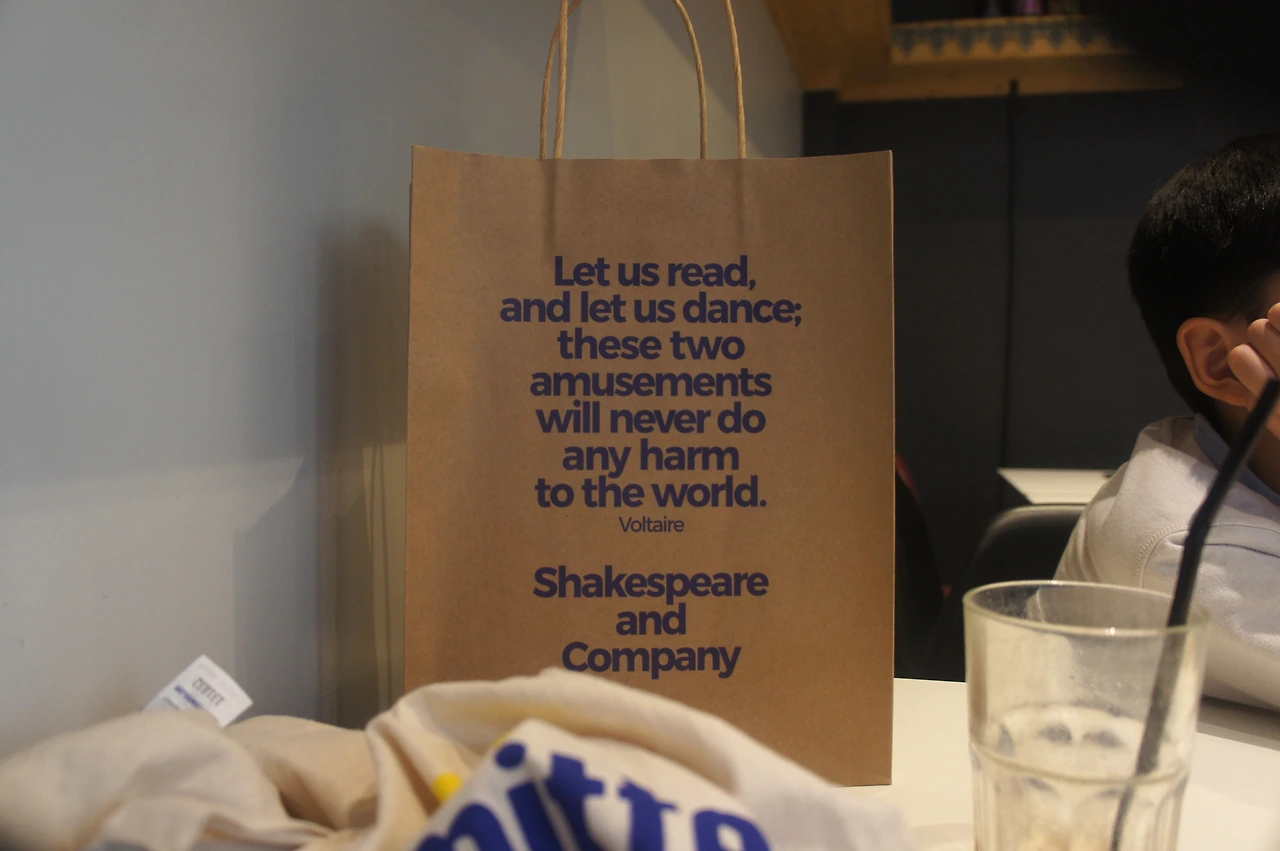 Let us read,
and let us dance;
these two
amusements
will never do
any harm
to the world.
Voltaire
Shakespeare
and
Company